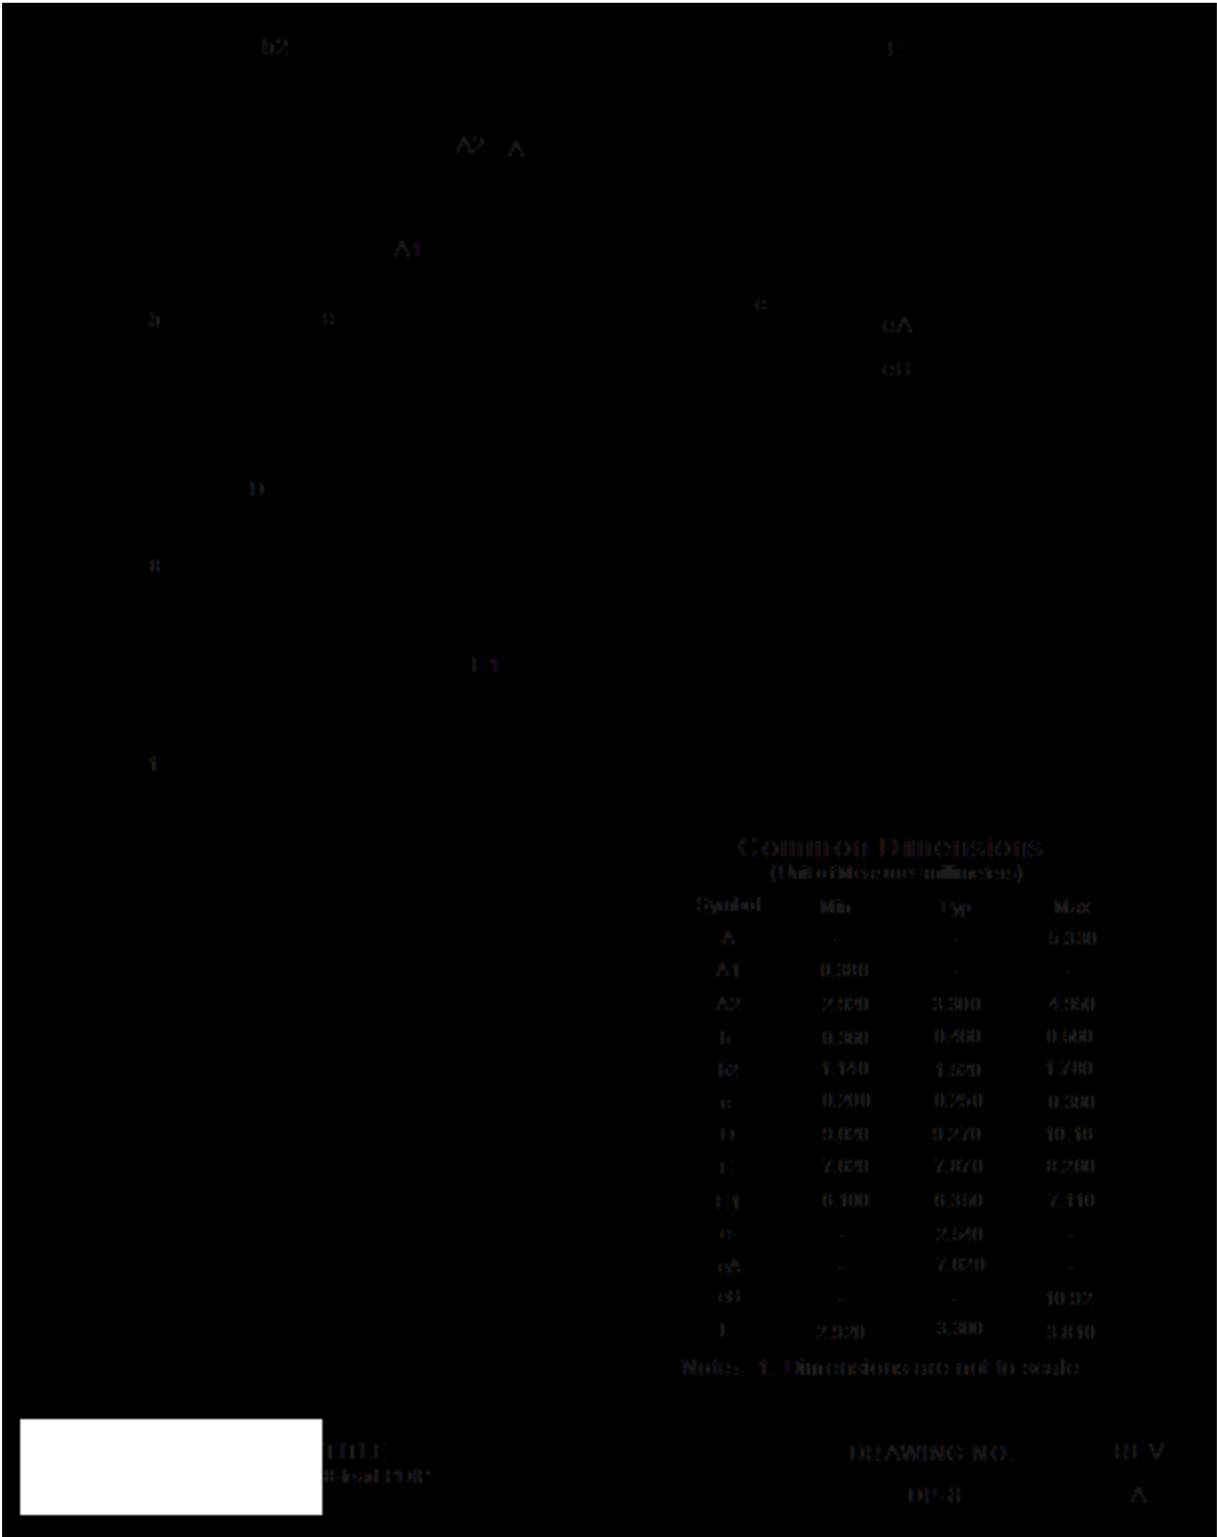 b2 E
A2 A
A1
b e c eA
eB
D
8
E1
1
Common Dimensions
(Unit of Measure=millimeters)
Symbol Min Typ Max
A - - 5.330
A1 0.380 - -
A2 2.920 3.300 4.950
b 0.360 0.460 0.560
b2 1.140 1.520 1.780
c 0.200 0.250 0.360
D 9.020 9.270 10.16
E 7.620 7.870 8.260
E1 6.100 6.350 7.110
e - 2.540 -
eA - 7.620 -
eB - - 10.92
L 2.920 3.300 3.810
Note: 1. Dimensions are not to scale
TITLE DRAWING NO. REV
8-lead PDIP DP-8 A